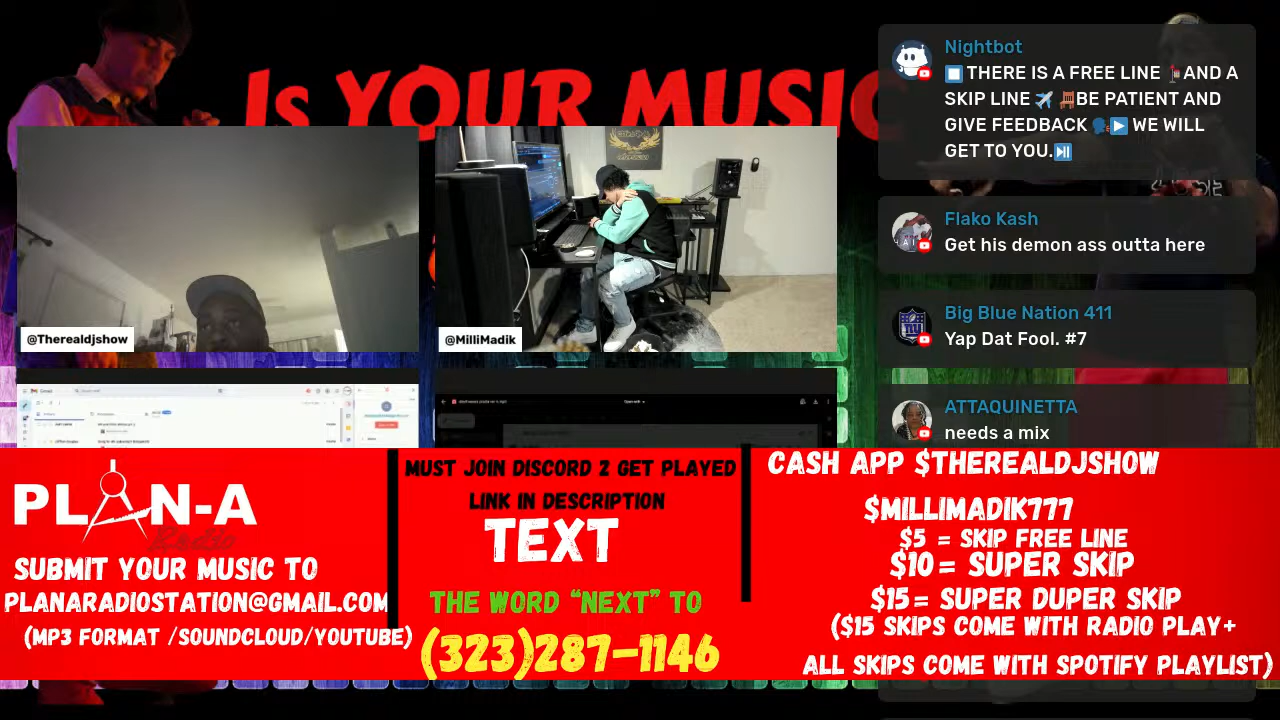 Is YOUR MUSIC
Nightbot
THERE IS A FREE LINE AND A
SKIP LINE BE PATIENT AND
GIVE FEEDBACK WE WILL
GET TO YOU.
Flako Kash
Get his demon ass outta here
Big Blue Nation 411
Yap Dat Fool. #7
ATTAQUINETTA
needs a mix
@Therealdjshow
@MilliMadik
PLAN-A
Radio
SUBMIT YOUR MUSIC TO
PLANARADIOSTATION@GMAIL.COM
(MP3 FORMAT /SOUNDCLOUD/YOUTUBE)
MUST JOIN DISCORD 2 GET PLAYED
LINK IN DESCRIPTION
TEXT
THE WORD "NEXT" TO
(323)287-1146
CASH APP $THEREALDJSHOW
$MILLIMADIK777
$5 = SKIP FREE LINE
$10 = SUPER SKIP
$15 = SUPER DUPER SKIP
($15 SKIPS COME WITH RADIO PLAY+
ALL SKIPS COME WITH SPOTIFY PLAYLIST)